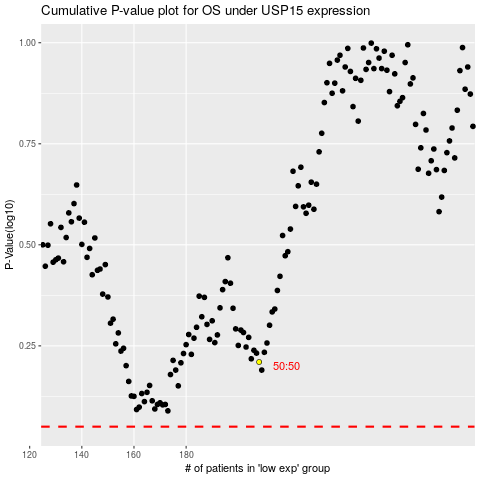 Cumulative P-value plot for OS under USP15 expression
P-Value(log10)
1.00
0.75
0.50
0.25
50:50
120 140 160 180
# of patients in 'low exp' group